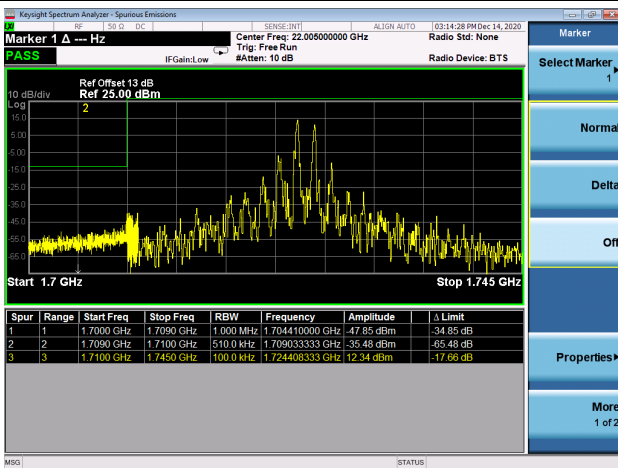 Keysight Spectrum Analyzer - Spurious Emissions
RF 50 Ω DC SENSE:INT ALIGN AUTO 03:14:28 PM Dec 14, 2020
Marker 1 Δ --- Hz
Center Freq: 22.005000000 GHz
Radio Std: None
Trig: Free Run
PASS
IFGain:Low
#Atten: 10 dB
Radio Device: BTS
Ref Offset 13 dB
10 dB/div Ref 25.00 dBm
Log
2
15.0
5.00
-5.00
-15.0
-25.0
-35.0
-45.0
-55.0
-65.0
Start 1.7 GHz
Stop 1.745 GHz
Spur Range Start Freq Stop Freq RBW Frequency Amplitude Δ Limit
1 1 1.7000 GHz 1.7090 GHz 1.000 MHz 1.704410000 GHz -47.85 dBm -34.85 dB
2 2 1.7090 GHz 1.7100 GHz 510.0 kHz 1.709033333 GHz -35.48 dBm -65.48 dB
3 3 1.7100 GHz 1.7450 GHz 100.0 kHz 1.724408333 GHz 12.34 dBm -17.66 dB
MSG
STATUS
Marker
Select Marker
1
Normal
Delta
Off
Properties
More
1 of 2